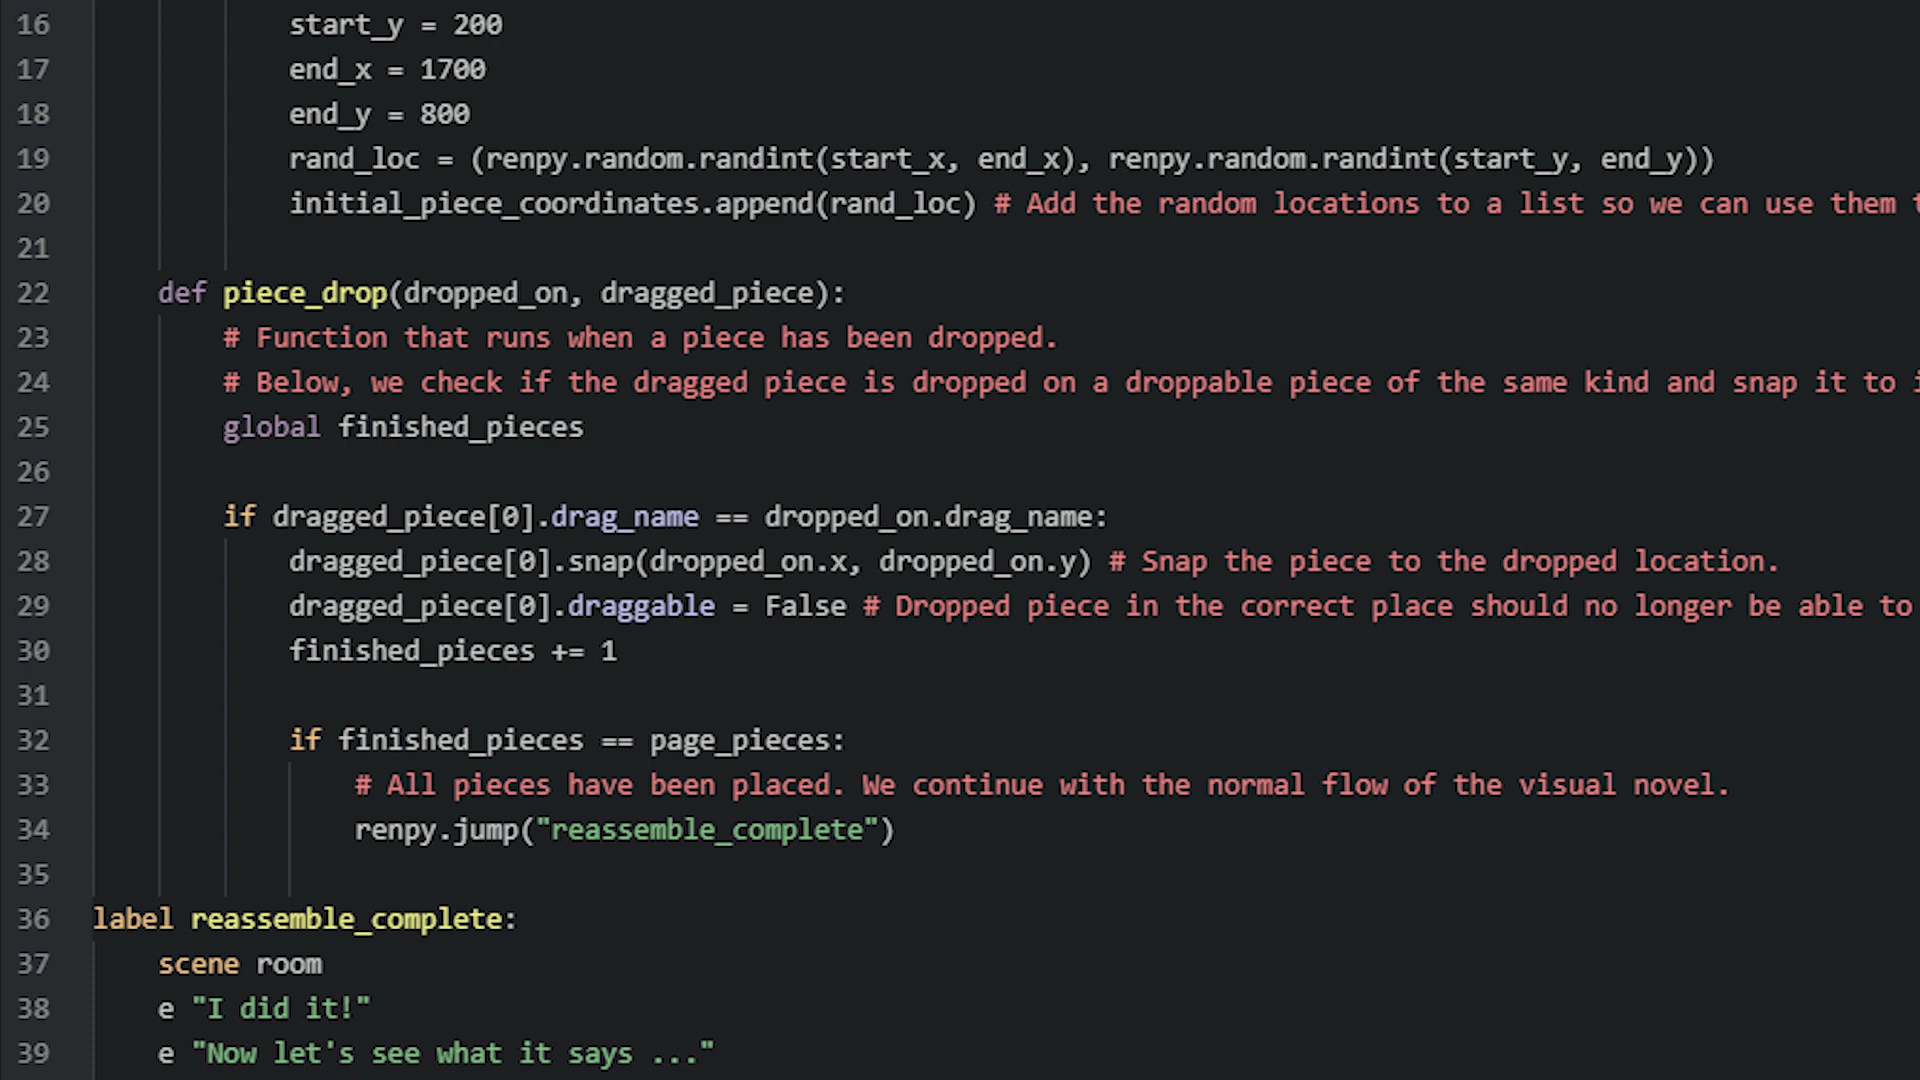 16 start_y = 200
17 end_x = 1700
18 end_y = 800
19 rand_loc = (renpy.random.randint(start_x, end_x), renpy.random.randint(start_y, end_y))
20 initial_piece_coordinates.append(rand_loc) # Add the random locations to a list so we can use them
21
22 def piece_drop(dropped_on, dragged_piece):
23 # Function that runs when a piece has been dropped.
24 # Below, we check if the dragged piece is dropped on a droppable piece of the same kind and snap it to
25 global finished_pieces
26
27 if dragged_piece[0].drag_name == dropped_on.drag_name:
28 dragged_piece[0].snap(dropped_on.x, dropped_on.y) # Snap the piece to the dropped location.
29 dragged_piece[0].draggable = False # Dropped piece in the correct place should no longer be able to
30 finished_pieces += 1
31
32 if finished_pieces == page_pieces:
33 # All pieces have been placed. We continue with the normal flow of the visual novel.
34 renpy.jump("reassemble_complete")
35
36 label reassemble_complete:
37 scene room
38 e "I did it!"
39 e "Now let's see what it says ..."